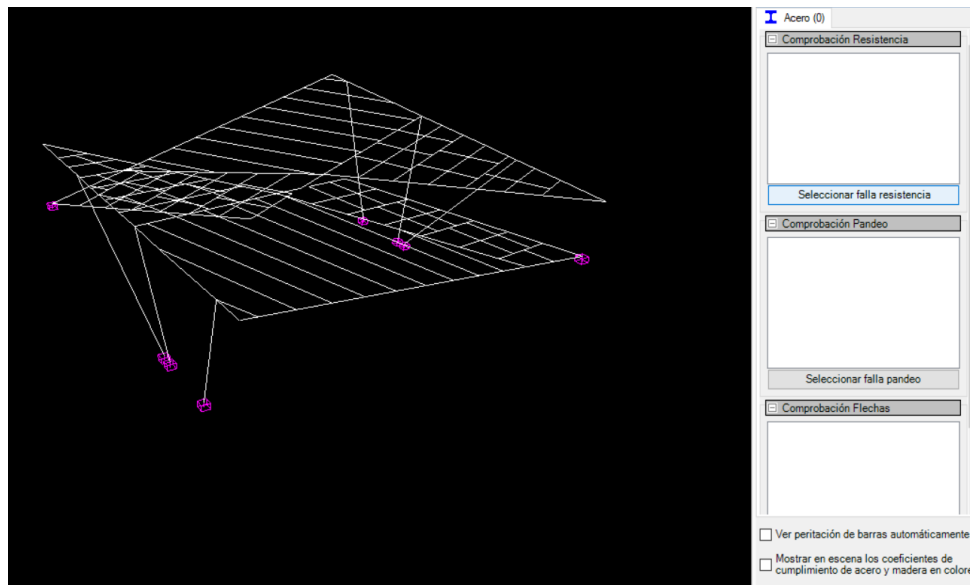 Acero (0)
Comprobación Resistencia
Seleccionar falla resistencia
Comprobación Pandeo
Seleccionar falla pandeo
Comprobación Flechas
Ver peritación de barras automáticamente
Mostrar en escena los coeficientes de
cumplimiento de acero y madera en colore